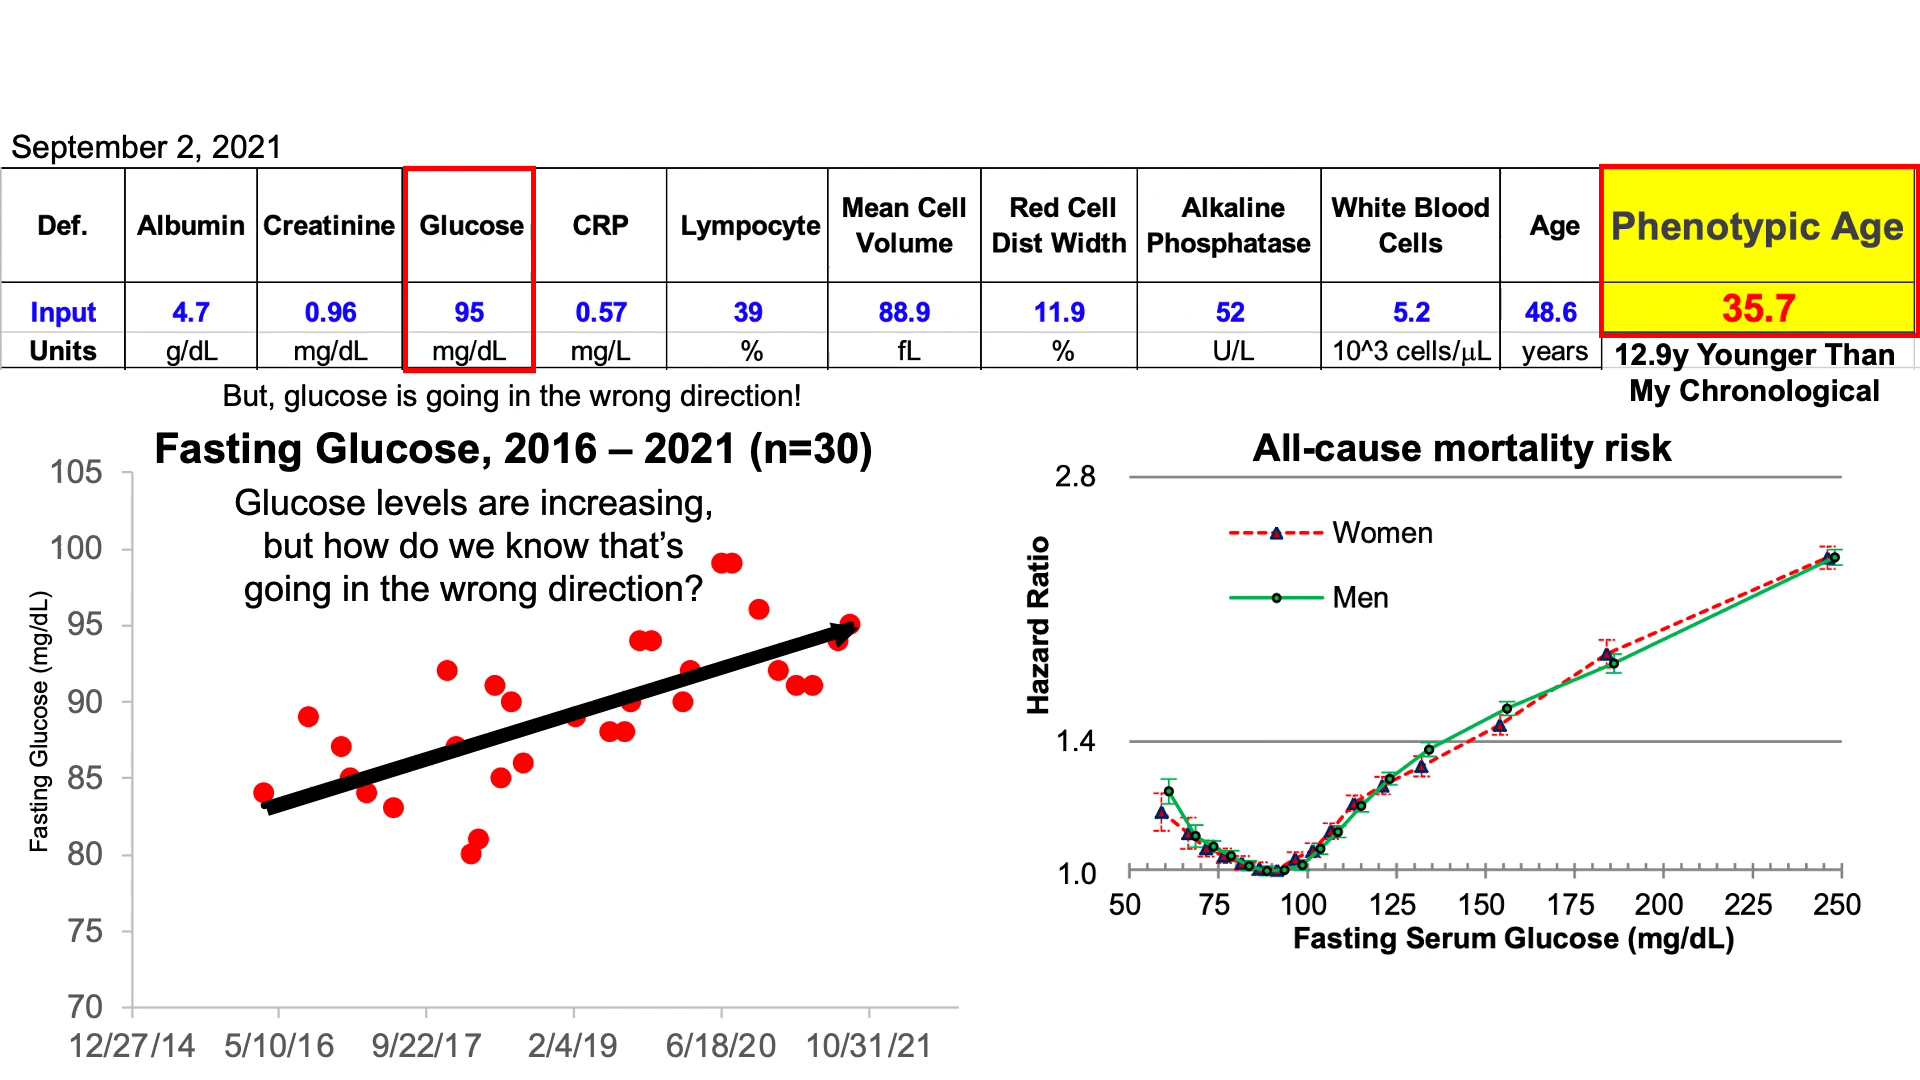 September 2, 2021
Def. Albumin Creatinine Glucose CRP Lympocyte Mean Cell Volume Red Cell Dist Width Alkaline Phosphatase White Blood Cells Age Phenotypic Age
Input 4.7 0.96 95 0.57 39 88.9 11.9 52 5.2 48.6 35.7
Units g/dL mg/dL mg/dL mg/L % fL % U/L 10^3 cells/µL years
12.9y Younger Than
My Chronological
But, glucose is going in the wrong direction!
Fasting Glucose, 2016 – 2021 (n=30)
Glucose levels are increasing,
but how do we know that’s
going in the wrong direction?
Fasting Glucose (mg/dL)
105
100
95
90
85
80
75
70
12/27/14 5/10/16 9/22/17 2/4/19 6/18/20 10/31/21
All-cause mortality risk
Hazard Ratio
2.8
1.4
1.0
Women
Men
50 75 100 125 150 175 200 225 250
Fasting Serum Glucose (mg/dL)